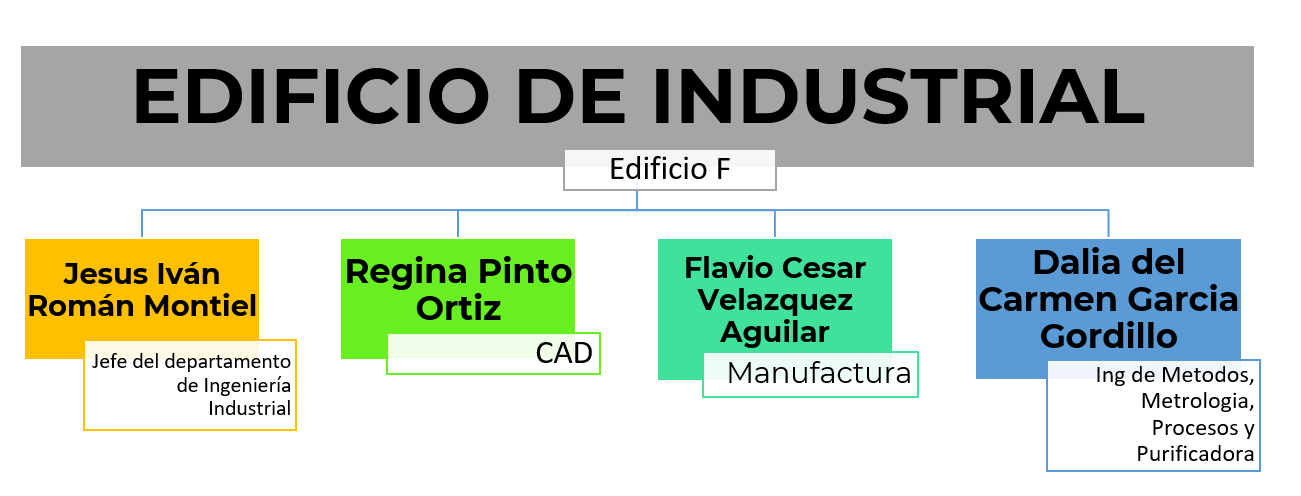 EDIFICIO DE INDUSTRIAL
Edificio F
Jesus Iván
Román Montiel
Jefe del departamento
de Ingeniería
Industrial
Regina Pinto
Ortiz
CAD
Flavio Cesar
Velazquez
Aguilar
Manufactura
Dalia del
Carmen Garcia
Gordillo
Ing de Metodos,
Metrologia,
Procesos y
Purificadora